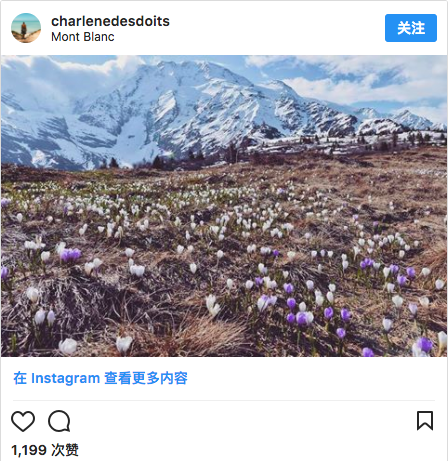 charlenedesdoits
Mont Blanc
关注
在 Instagram 查看更多内容
1,199 次赞